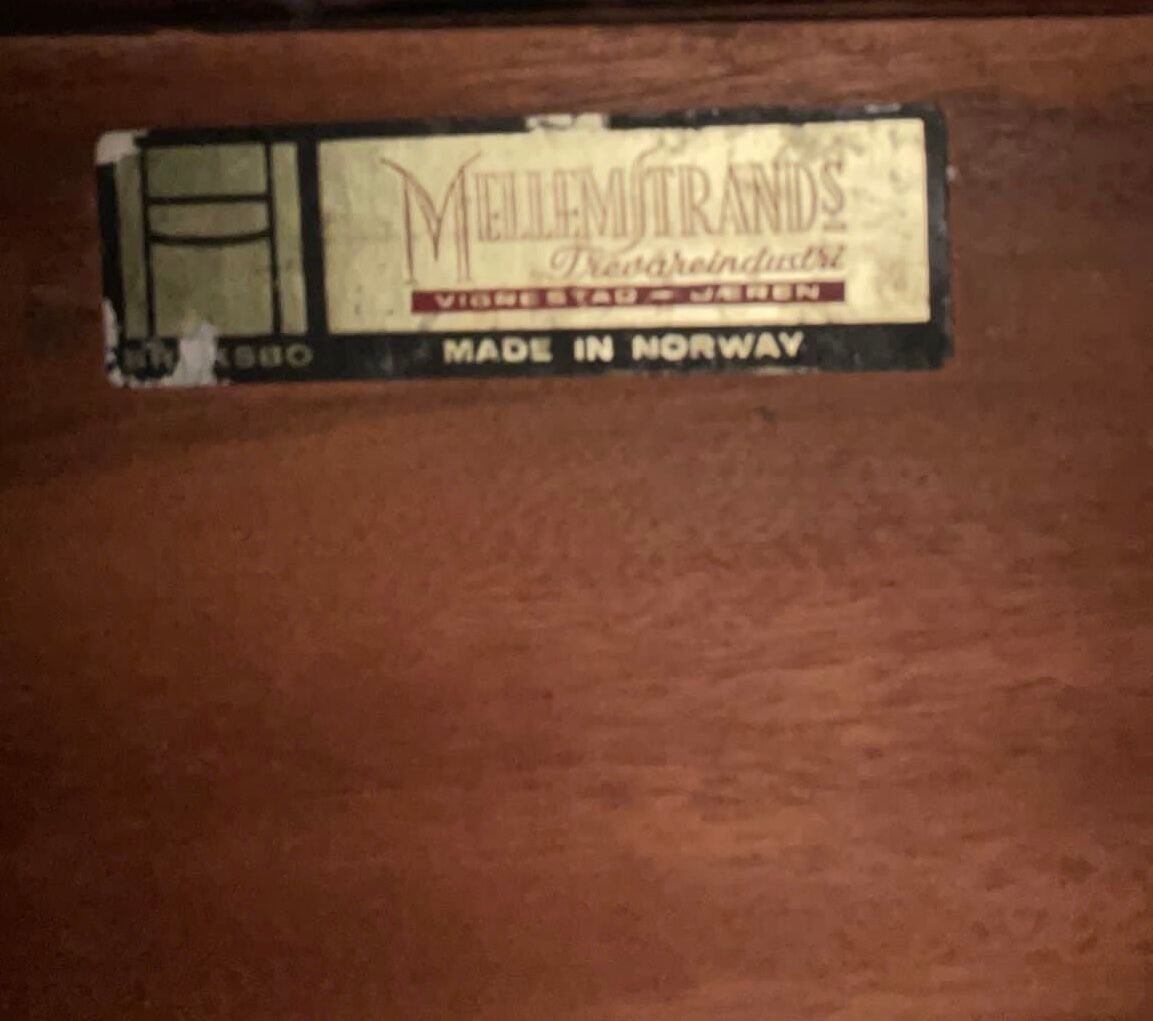 MELLEMSTRANDS
Trevareindustri
VIGRESTAD - JÆREN
MADE IN NORWAY